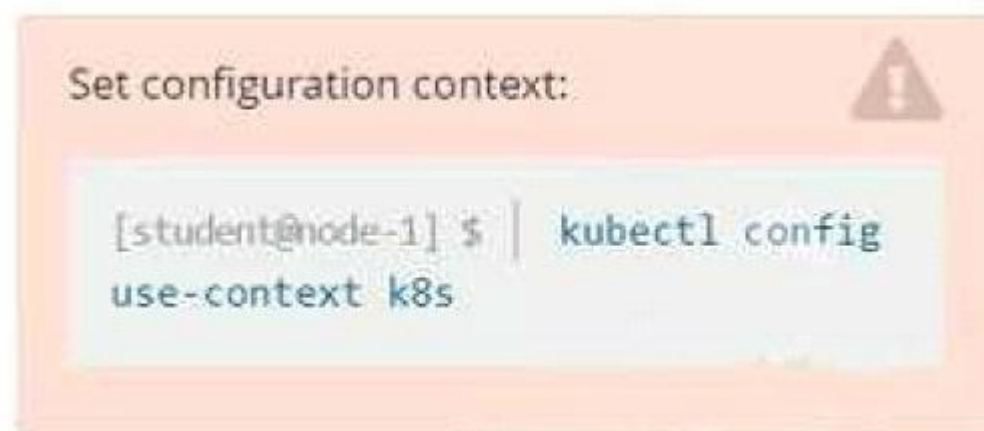 Set configuration context:
[student@node-1] $ | kubectl config
use-context k8s